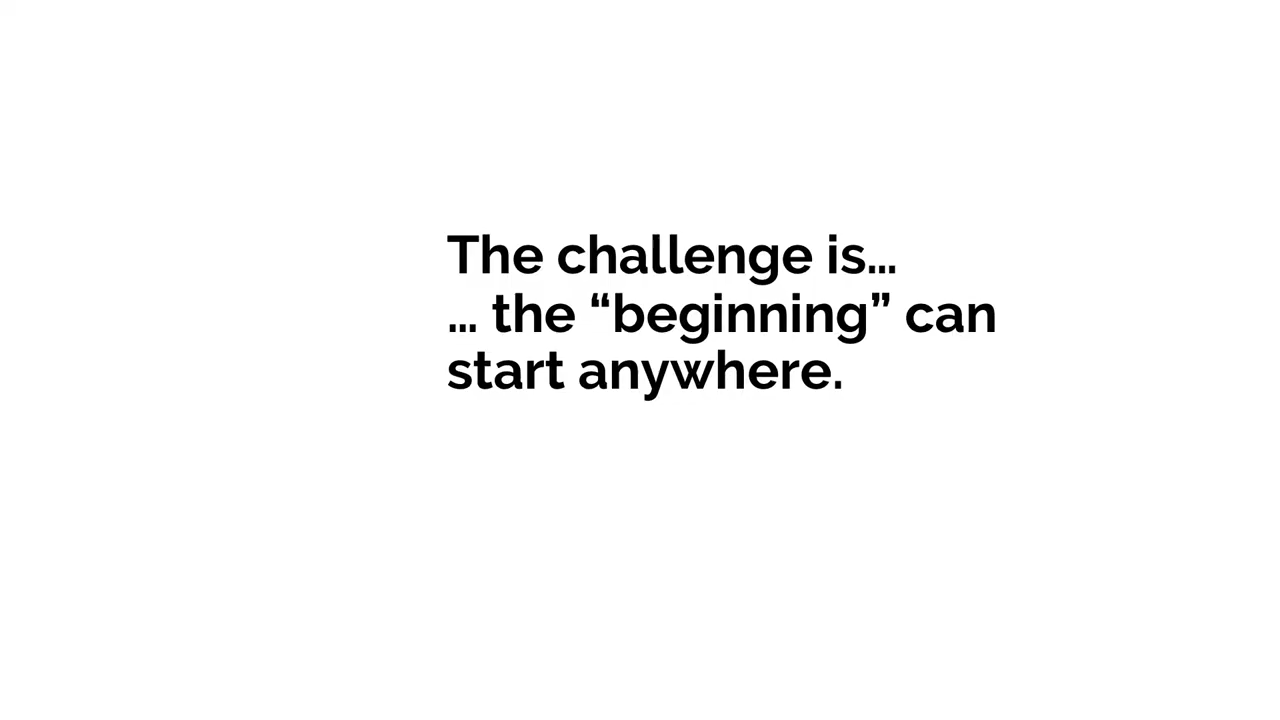 The challenge is…
… the “beginning” can
start anywhere.